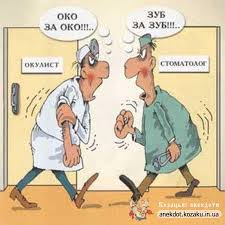 ОКО
ЗА ОКО!!!..
ЗУБ
ЗА ЗУБ!!!..
ОКУЛИСТ
СТОМАТОЛОГ
Козацькі анекдоти
anekdot.kozaku.in.ua